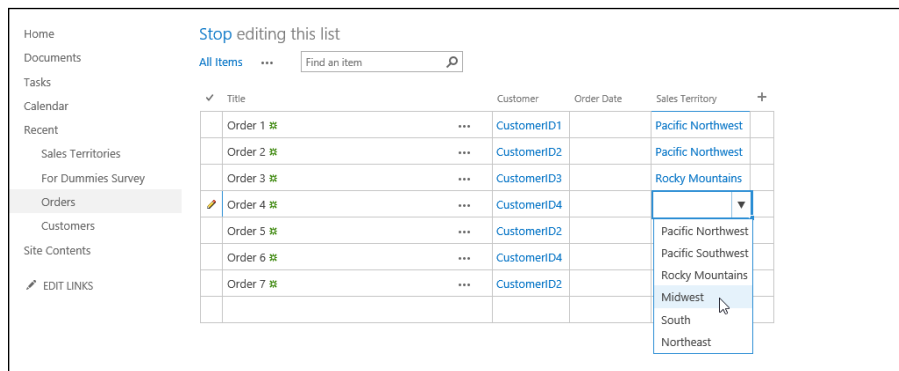 Home
Documents
Tasks
Calendar
Recent
Sales Territories
For Dummies Survey
Orders
Customers
Site Contents
EDIT LINKS
Stop editing this list
All Items ••• Find an item
✓ Title Customer Order Date Sales Territory +
Order 1 ••• CustomerID1 Pacific Northwest
Order 2 ••• CustomerID2 Pacific Northwest
Order 3 ••• CustomerID3 Rocky Mountains
Order 4 ••• CustomerID4
Order 5 ••• CustomerID2
Order 6 ••• CustomerID4
Order 7 ••• CustomerID2
Pacific Northwest
Pacific Southwest
Rocky Mountains
Midwest
South
Northeast